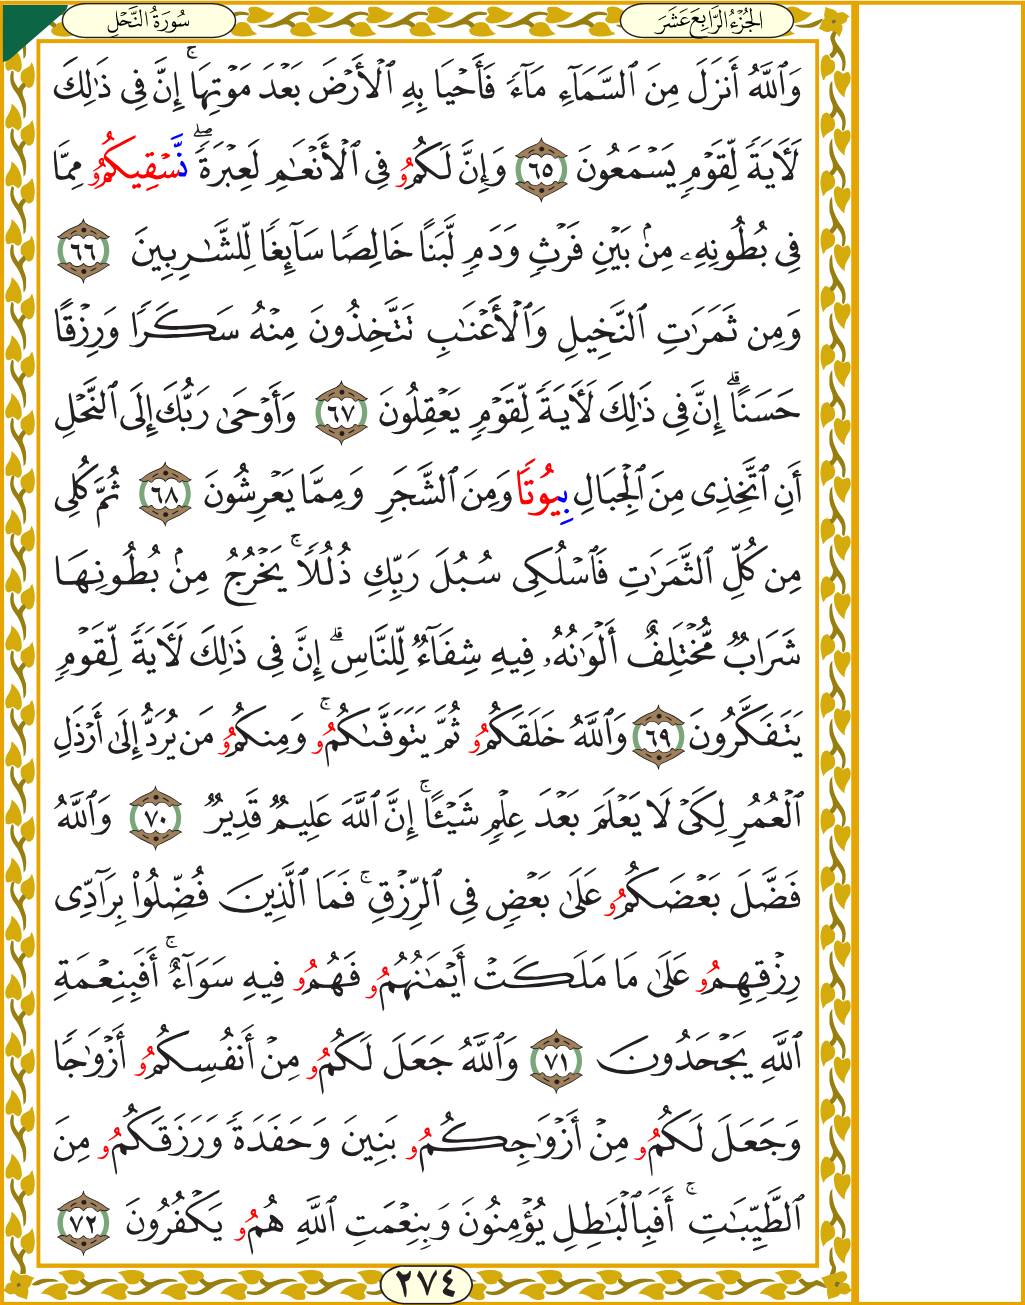 الجُزْءُ الرَّابِعَ عَشَرَ
سُورَةُ النَّحْلِ
وَٱللَّهُ أَنزَلَ مِنَ ٱلسَّمَآءِ مَآءٗ فَأَحۡيَا بِهِ ٱلۡأَرۡضَ بَعۡدَ مَوۡتِهَآۚ إِنَّ فِي ذَٰلِكَ
لَأٓيَةٗ لِّقَوۡمٖ يَسۡمَعُونَ ٦٥ وَإِنَّ لَكُمُۥ فِي ٱلۡأَنۡعَٰمِ لَعِبۡرَةٗۖ نَّسۡقِيكُمُۥ مِمَّا
فِي بُطُونِهِۦ مِنۢ بَيۡنِ فَرۡثٖ وَدَمٖ لَّبَنًا خَالِصٗا سَآئِغٗا لِّلشَّٰرِبِينَ ٦٦
وَمِن ثَمَرَٰتِ ٱلنَّخِيلِ وَٱلۡأَعۡنَٰبِ تَتَّخِذُونَ مِنۡهُ سَكَرٗا وَرِزۡقًا
حَسَنًاۗ إِنَّ فِي ذَٰلِكَ لَأٓيَةٗ لِّقَوۡمٖ يَعۡقِلُونَ ٦٧ وَأَوۡحَىٰ رَبُّكَ إِلَى ٱلنَّحۡلِ
أَنِ ٱتَّخِذِي مِنَ ٱلۡجِبَالِ بِيُوتٗا وَمِنَ ٱلشَّجَرِ وَمِمَّا يَعۡرِشُونَ ٦٨ ثُمَّ كُلِي
مِن كُلِّ ٱلثَّمَرَٰتِ فَٱسۡلُكِي سُبُلَ رَبِّكِ ذُلُلٗاۚ يَخۡرُجُ مِنۢ بُطُونِهَا
شَرَابٞ مُّخۡتَلِفٌ أَلۡوَٰنُهُۥ فِيهِ شِفَآءٞ لِّلنَّاسِۗ إِنَّ فِي ذَٰلِكَ لَأٓيَةٗ لِّقَوۡمٖ
يَتَفَكَّرُونَ ٦٩ وَٱللَّهُ خَلَقَكُمُۥ ثُمَّ يَتَوَفَّىٰكُمُۥۚ وَمِنكُمُۥ مَن يُرَدُّ إِلَىٰٓ أَرۡذَلِ
ٱلۡعُمُرِ لِكَيۡ لَا يَعۡلَمَ بَعۡدَ عِلۡمٖ شَيۡـًٔاۚ إِنَّ ٱللَّهَ عَلِيمٞ قَدِيرٞ ٧٠ وَٱللَّهُ
فَضَّلَ بَعۡضَكُمُۥ عَلَىٰ بَعۡضٖ فِي ٱلرِّزۡقِۚ فَمَا ٱلَّذِينَ فُضِّلُواْ بِرَآدِّي
رِزۡقِهِمُۥ عَلَىٰ مَا مَلَكَتۡ أَيۡمَٰنُهُمُۥ فَهُمُۥ فِيهِ سَوَآءٌۚ أَفَبِنِعۡمَةِ
ٱللَّهِ يَجۡحَدُونَ ٧١ وَٱللَّهُ جَعَلَ لَكُمُۥ مِنۡ أَنفُسِكُمُۥ أَزۡوَٰجٗا
وَجَعَلَ لَكُمُۥ مِنۡ أَزۡوَٰجِكُمُۥ بَنِينَ وَحَفَدَةٗ وَرَزَقَكُمُۥ مِنَ
ٱلطَّيِّبَٰتِۚ أَفَبِٱلۡبَٰطِلِ يُؤۡمِنُونَ وَبِنِعۡمَتِ ٱللَّهِ هُمُۥ يَكۡفُرُونَ ٧٢
٢٧٤